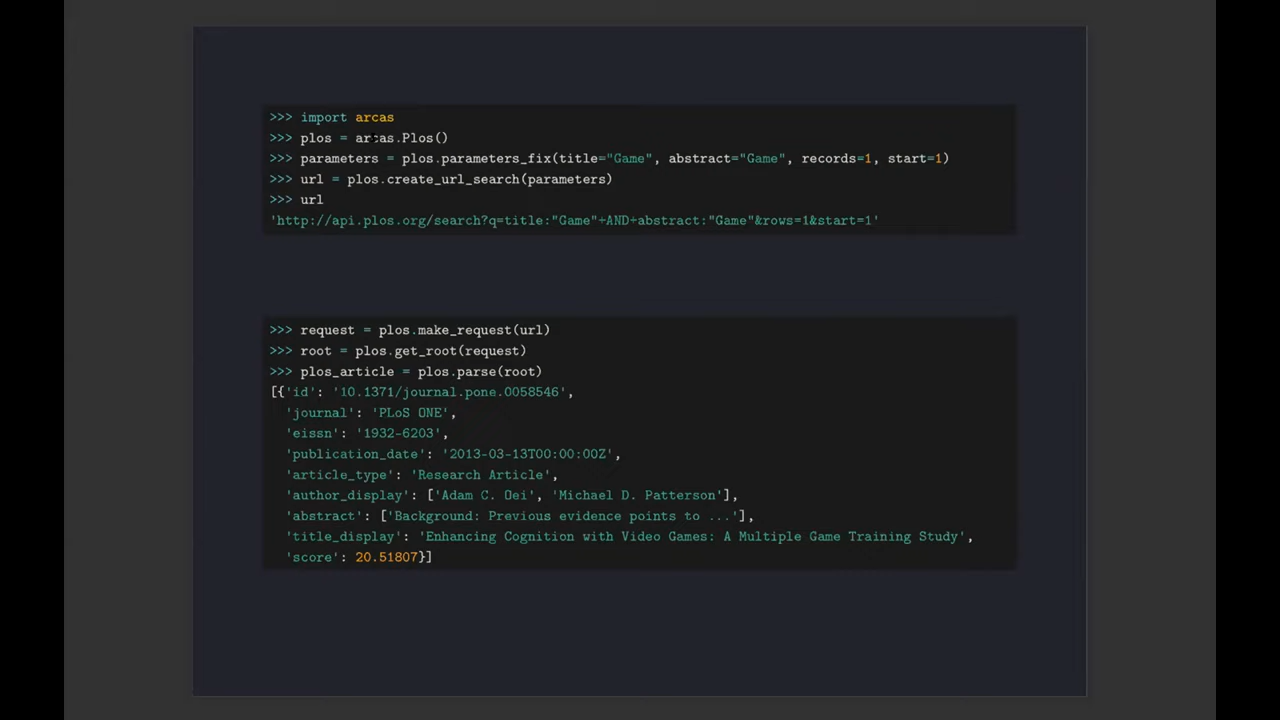 >>> import arcas
>>> plos = arcas.Plos()
>>> parameters = plos.parameters_fix(title="Game", abstract="Game", records=1, start=1)
>>> url = plos.create_url_search(parameters)
>>> url
'http://api.plos.org/search?q=title:"Game"+AND+abstract:"Game"&rows=1&start=1'
>>> request = plos.make_request(url)
>>> root = plos.get_root(request)
>>> plos_article = plos.parse(root)
[{'id': '10.1371/journal.pone.0058546',
'journal': 'PLoS ONE',
'eissn': '1932-6203',
'publication_date': '2013-03-13T00:00:00Z',
'article_type': 'Research Article',
'author_display': ['Adam C. Oei', 'Michael D. Patterson'],
'abstract': ['Background: Previous evidence points to ...'],
'title_display': 'Enhancing Cognition with Video Games: A Multiple Game Training Study',
'score': 20.51807}]